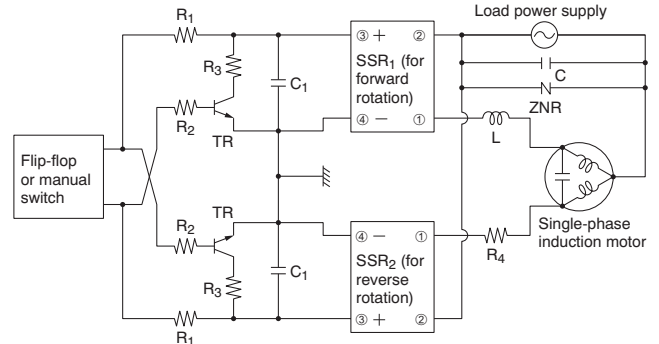 R1
Load power supply
R3
C1
③ +
②
SSR1 (for
forward
rotation)
④ −
①
C
ZNR
R2
TR
L
Flip-flop
or manual
switch
TR
R2
C1
R3
④ −
①
SSR2 (for
reverse
rotation)
③ +
②
R4
Single-phase
induction motor
R1